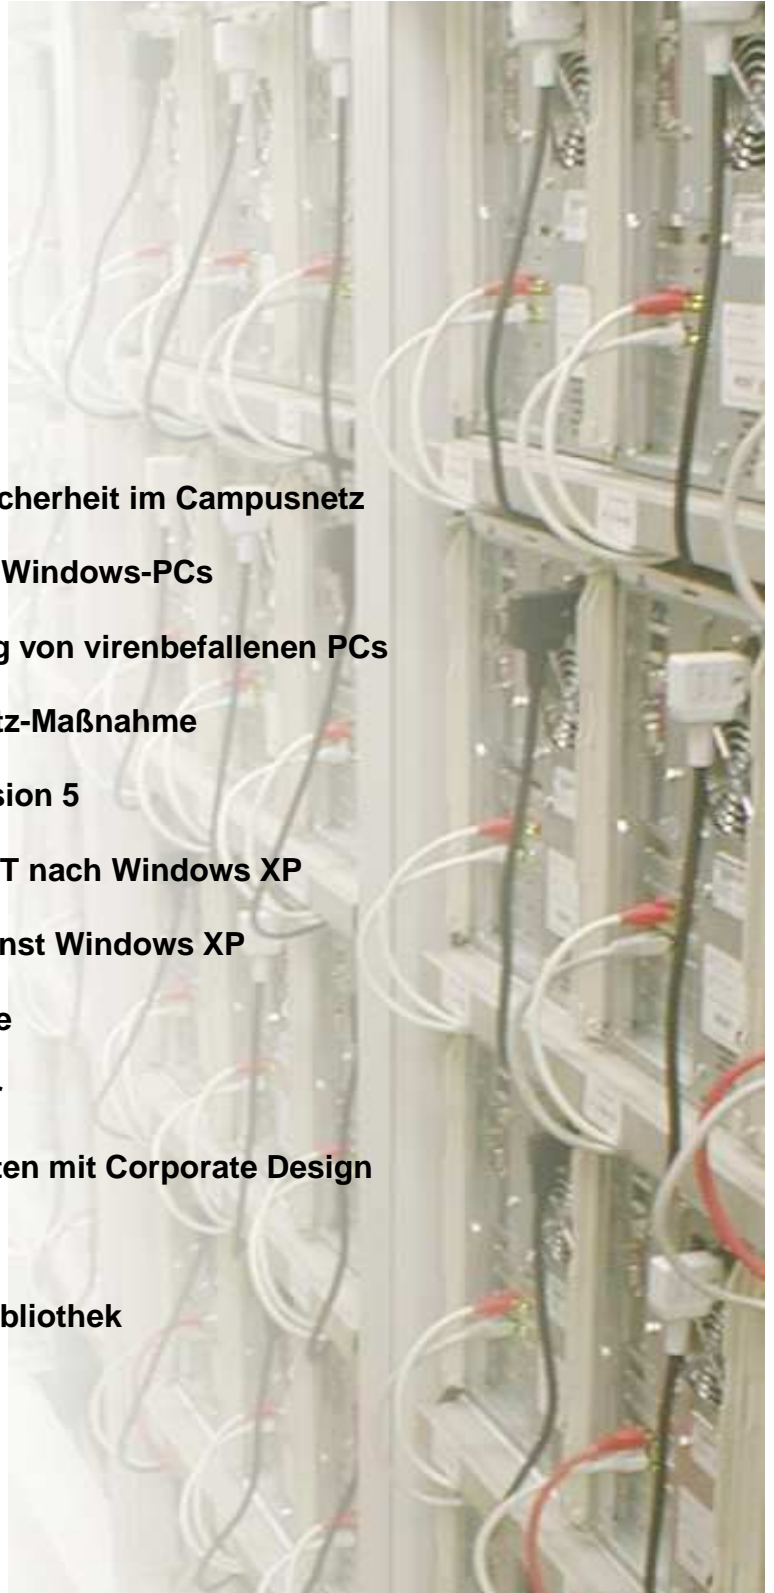 cherheit im Campusnetz
Windows-PCs
g von virenbefallenen PCs
tz-Maßnahme
sion 5
T nach Windows XP
nst Windows XP
e
r
ten mit Corporate Design
bliothek